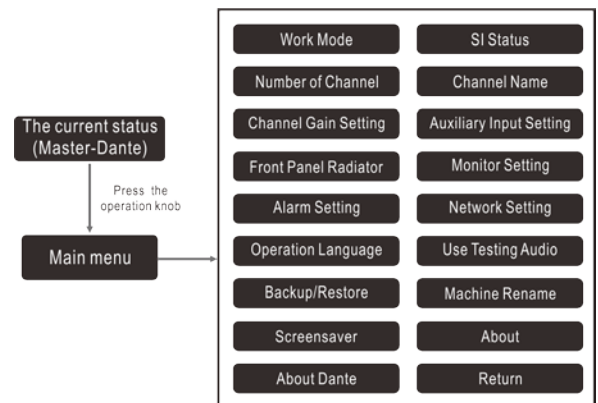 The current status
(Master-Dante)
Press the
operation knob
Main menu
Work Mode
SI Status
Number of Channel
Channel Name
Channel Gain Setting
Auxiliary Input Setting
Front Panel Radiator
Monitor Setting
Alarm Setting
Network Setting
Operation Language
Use Testing Audio
Backup/Restore
Machine Rename
Screensaver
About
About Dante
Return